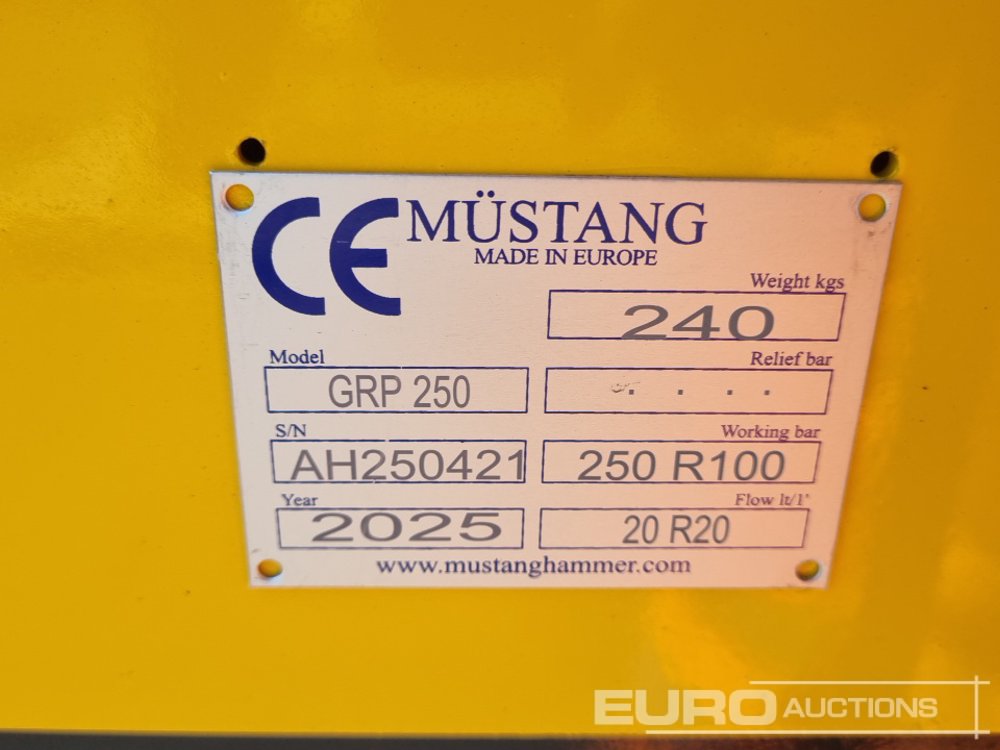 CE MÜSTANG
MADE IN EUROPE
Weight kgs
240
Model
GRP 250
Relief bar
. . . .
S/N
AH250421
Working bar
250 R100
Year
2025
Flow lt/1'
20 R20
www.mustanghammer.com
EURO AUCTIONS